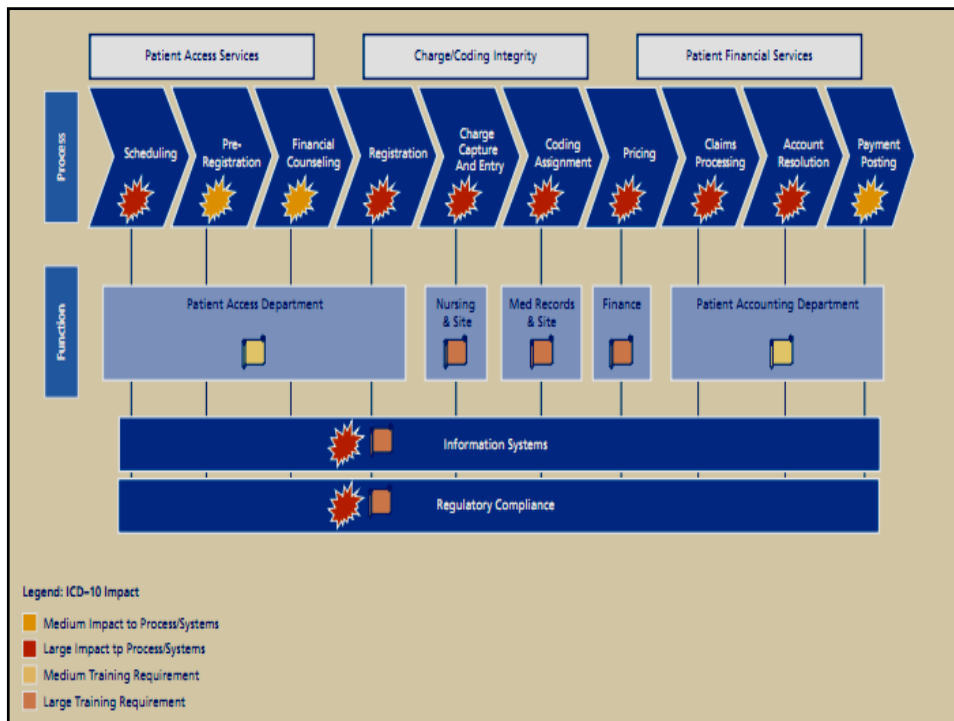 Patient Access Services
Charge/Coding Integrity
Patient Financial Services
Process
Scheduling
Pre-
Registration
Financial
Counseling
Registration
Charge
Capture
And Entry
Coding
Assignment
Pricing
Claims
Processing
Account
Resolution
Payment
Posting
Function
Patient Access Department
Nursing
& Site
Med Records
& Site
Finance
Patient Accounting Department
Information Systems
Regulatory Compliance
Legend: ICD-10 Impact
Medium Impact to Process/Systems
Large Impact tp Process/Systems
Medium Training Requirement
Large Training Requirement